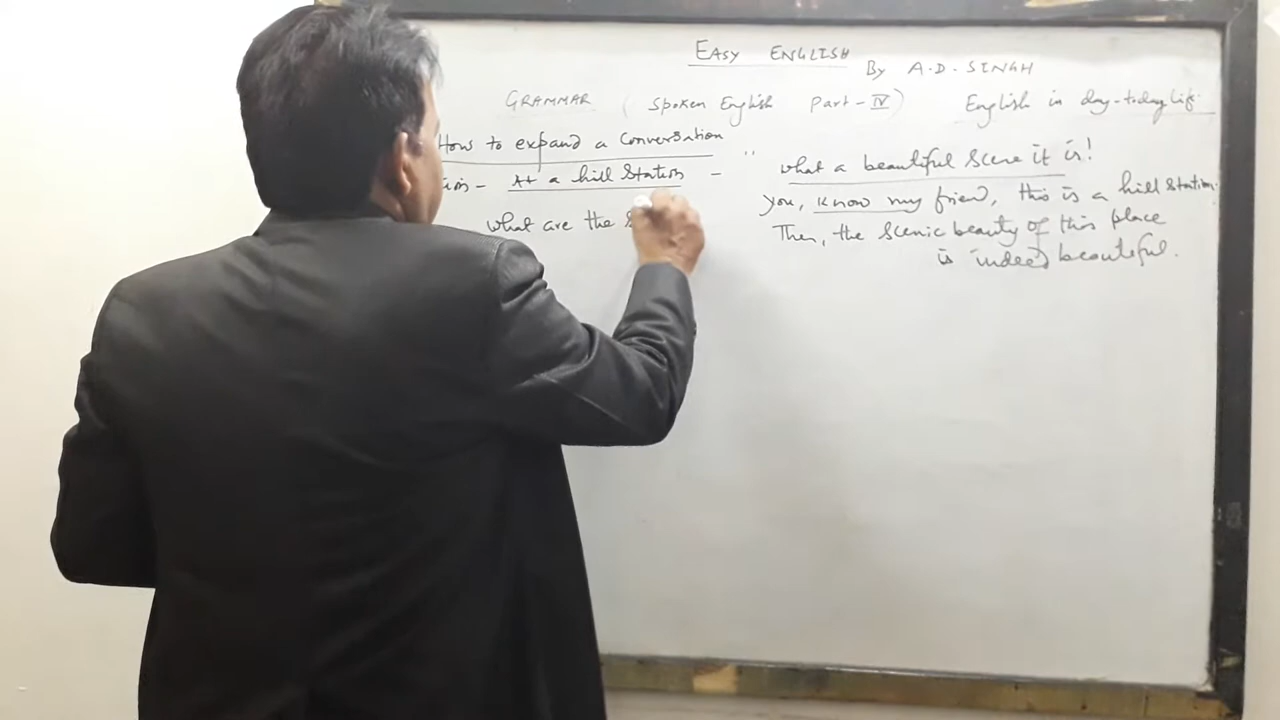 EASY ENGLISH
By A.D. SINGH
GRAMMAR ( Spoken English Part - IV ) English in day-today life
How to expand a Conversation
At a hill Station -
What are the
" What a beautiful Scene it is!
you, know my friend, this is a hill Station.
Then, the Scenic beauty of this place
is indeed beautiful.